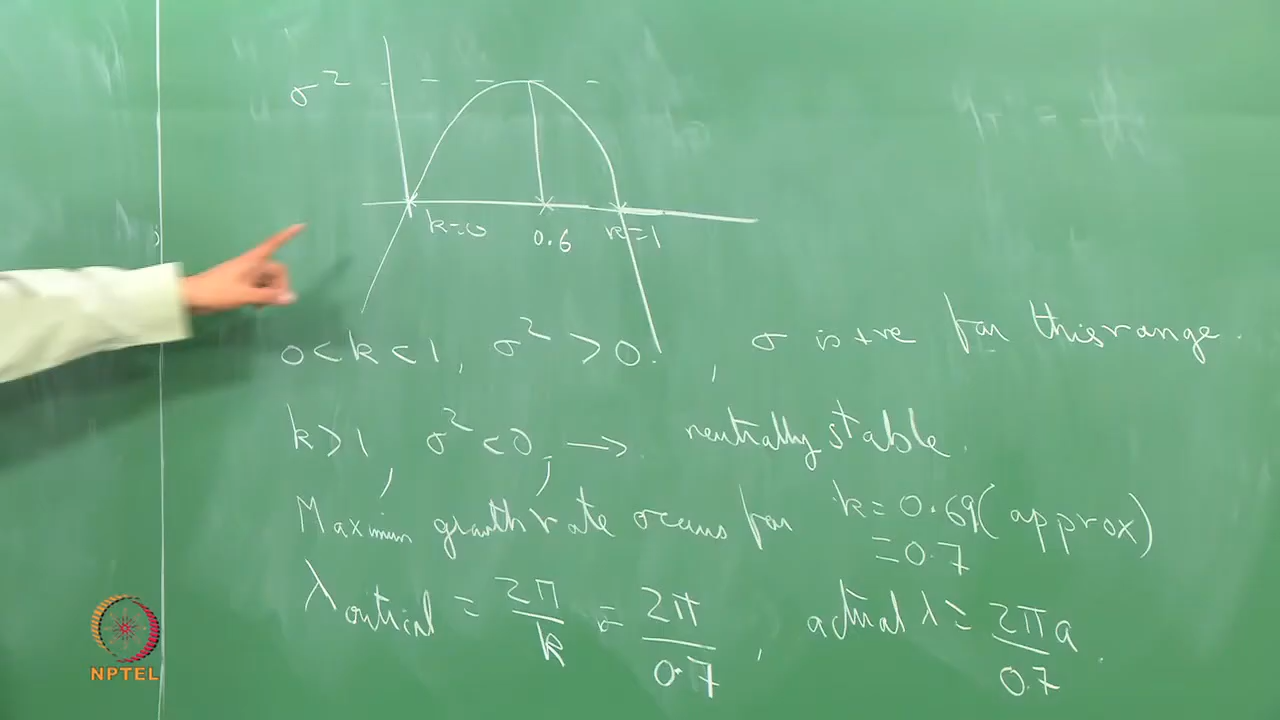 σ²
k=0 0.6 k=1
0<k<1, σ²>0. , σ is +ve for this range.
k>1, σ²<0, → neutrally stable.
Maximum growth rate occurs for k=0.69 (approx)
=0.7
λcritical = 2π/k = 2π/0.7, actual λ = 2πa/0.7.
NPTEL